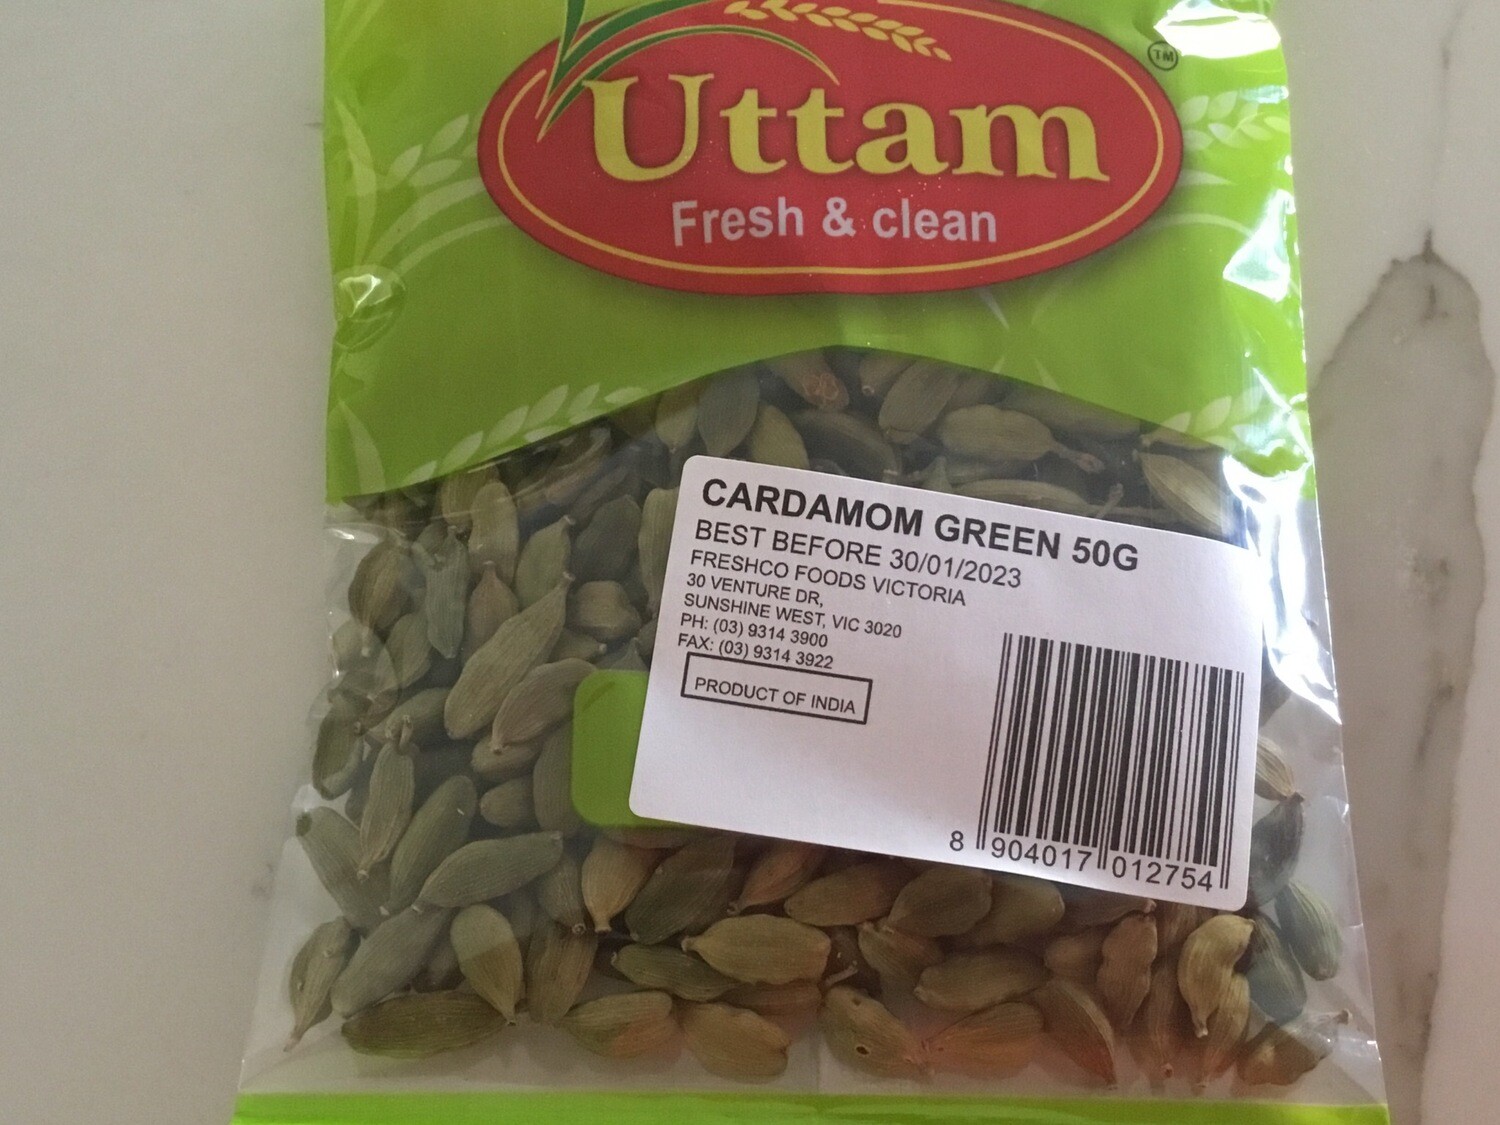 Uttam
TM
Fresh & clean
CARDAMOM GREEN 50G
BEST BEFORE 30/01/2023
FRESHCO FOODS VICTORIA
30 VENTURE DR,
SUNSHINE WEST, VIC 3020
PH: (03) 9314 3900
FAX: (03) 9314 3922
PRODUCT OF INDIA
8 904017 012754